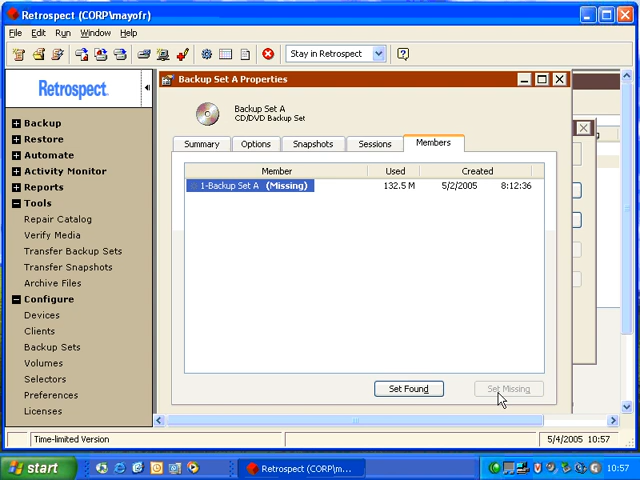 Retrospect (CORP\mayofr)
File Edit Run Window Help
Stay in Retrospect
Retrospect.
Backup
Restore
Automate
Activity Monitor
Reports
Tools
Repair Catalog
Verify Media
Transfer Backup Sets
Transfer Snapshots
Archive Files
Configure
Devices
Clients
Backup Sets
Volumes
Selectors
Preferences
Licenses
Backup Set A Properties
Backup Set A
CD/DVD Backup Set
Summary Options Snapshots Sessions Members
Member Used Created
1-Backup Set A (Missing) 132.5 M 5/2/2005 8:12:36
Set Found Set Missing
Time-limited Version 5/4/2005 10:57
start Retrospect (CORP\m... 10:57